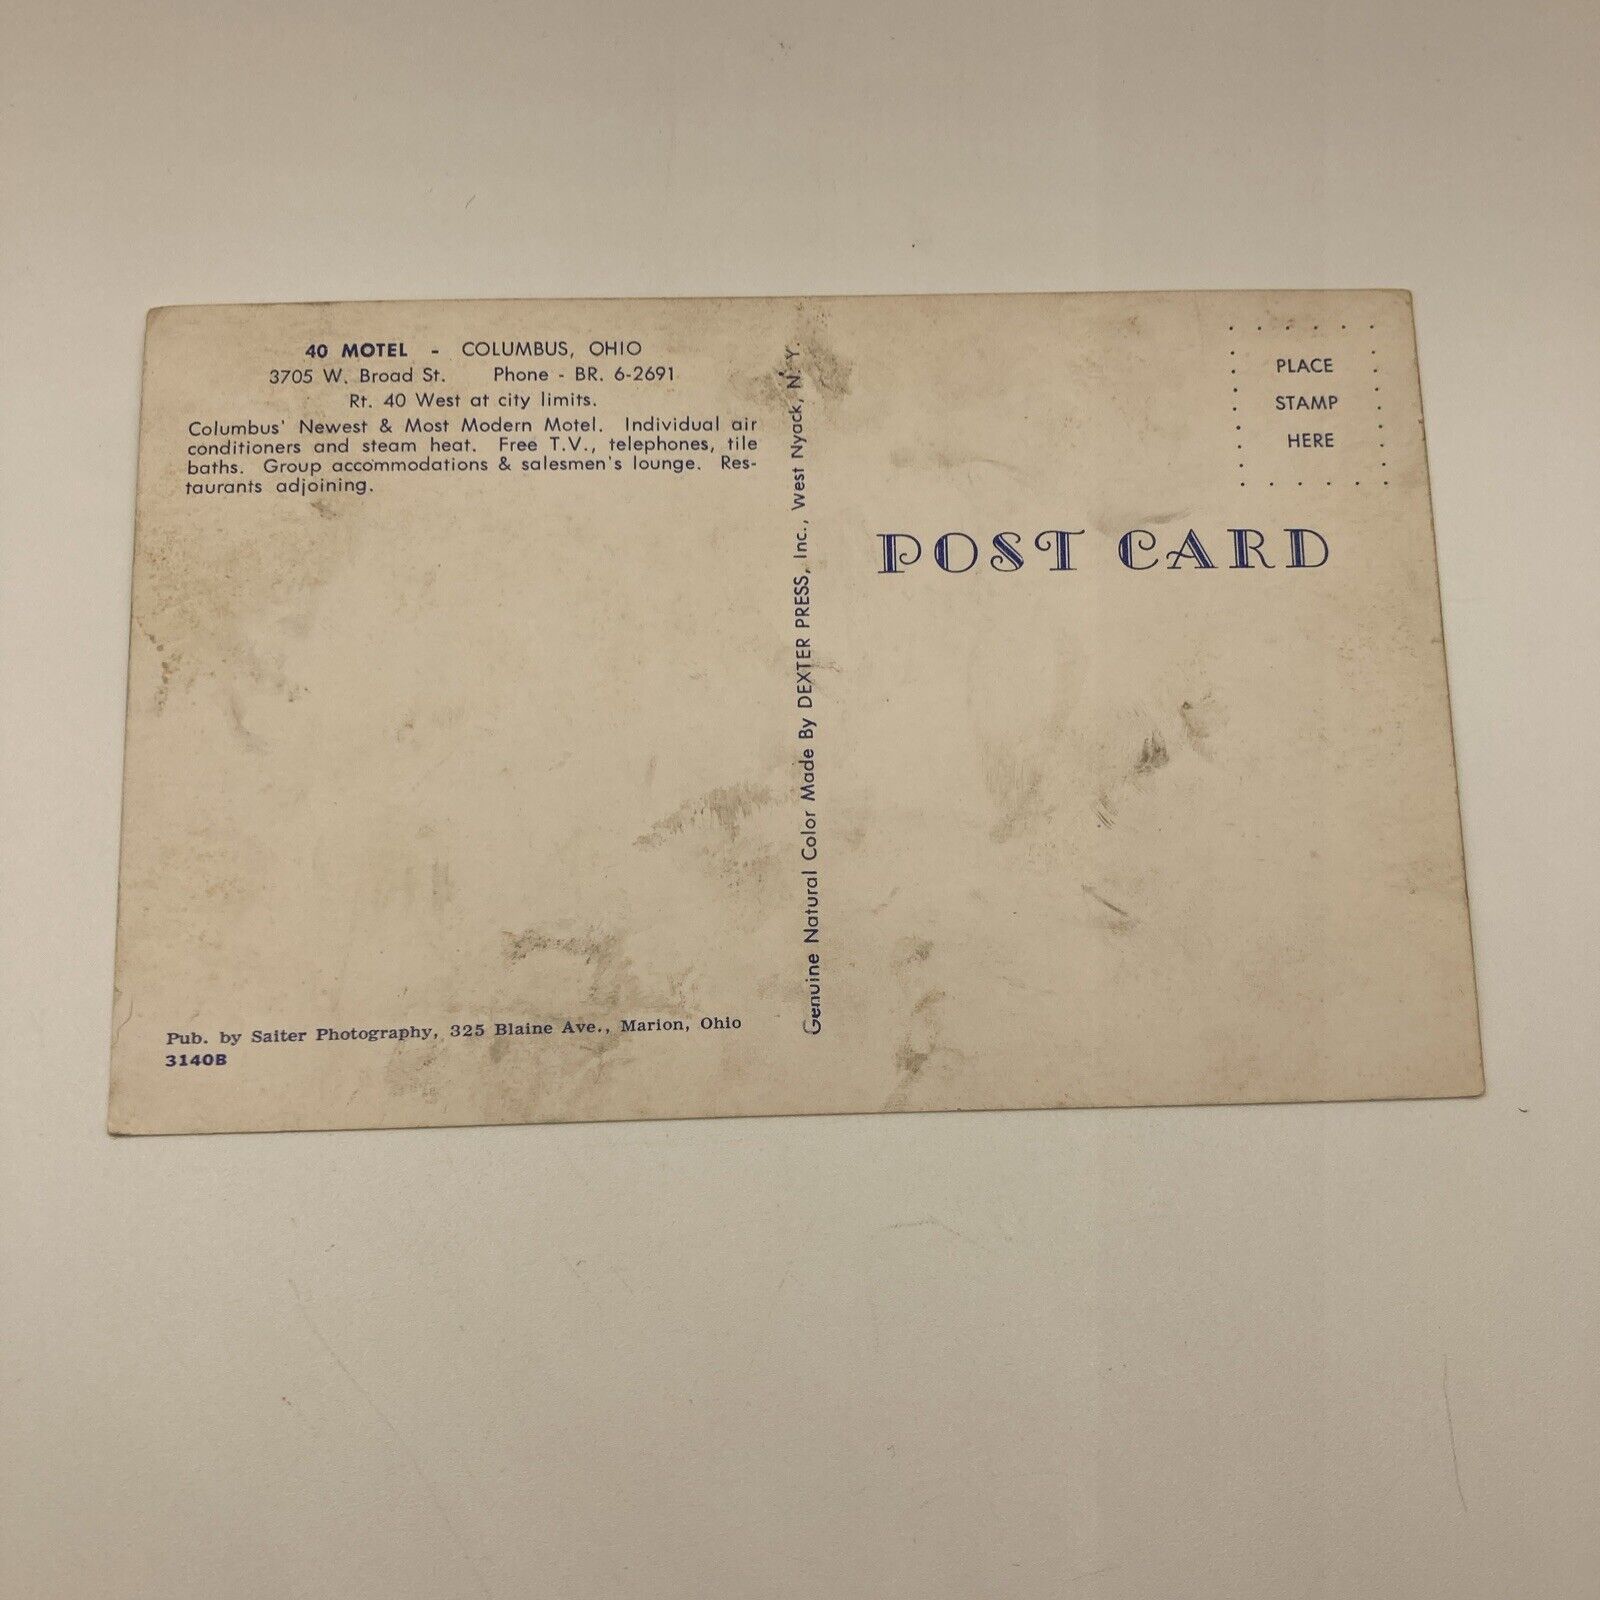 40 MOTEL - COLUMBUS, OHIO
3705 W. Broad St. Phone - BR. 6-2691
Rt. 40 West at city limits.
Columbus' Newest & Most Modern Motel. Individual air
conditioners and steam heat. Free T.V., telephones, tile
baths. Group accommodations & salesmen's lounge. Res-
taurants adjoining.
Pub. by Saiter Photography, 325 Blaine Ave., Marion, Ohio
3140B
Genuine Natural Color Made By DEXTER PRESS, Inc., West Nyack, N. Y.
PLACE
STAMP
HERE
POST CARD